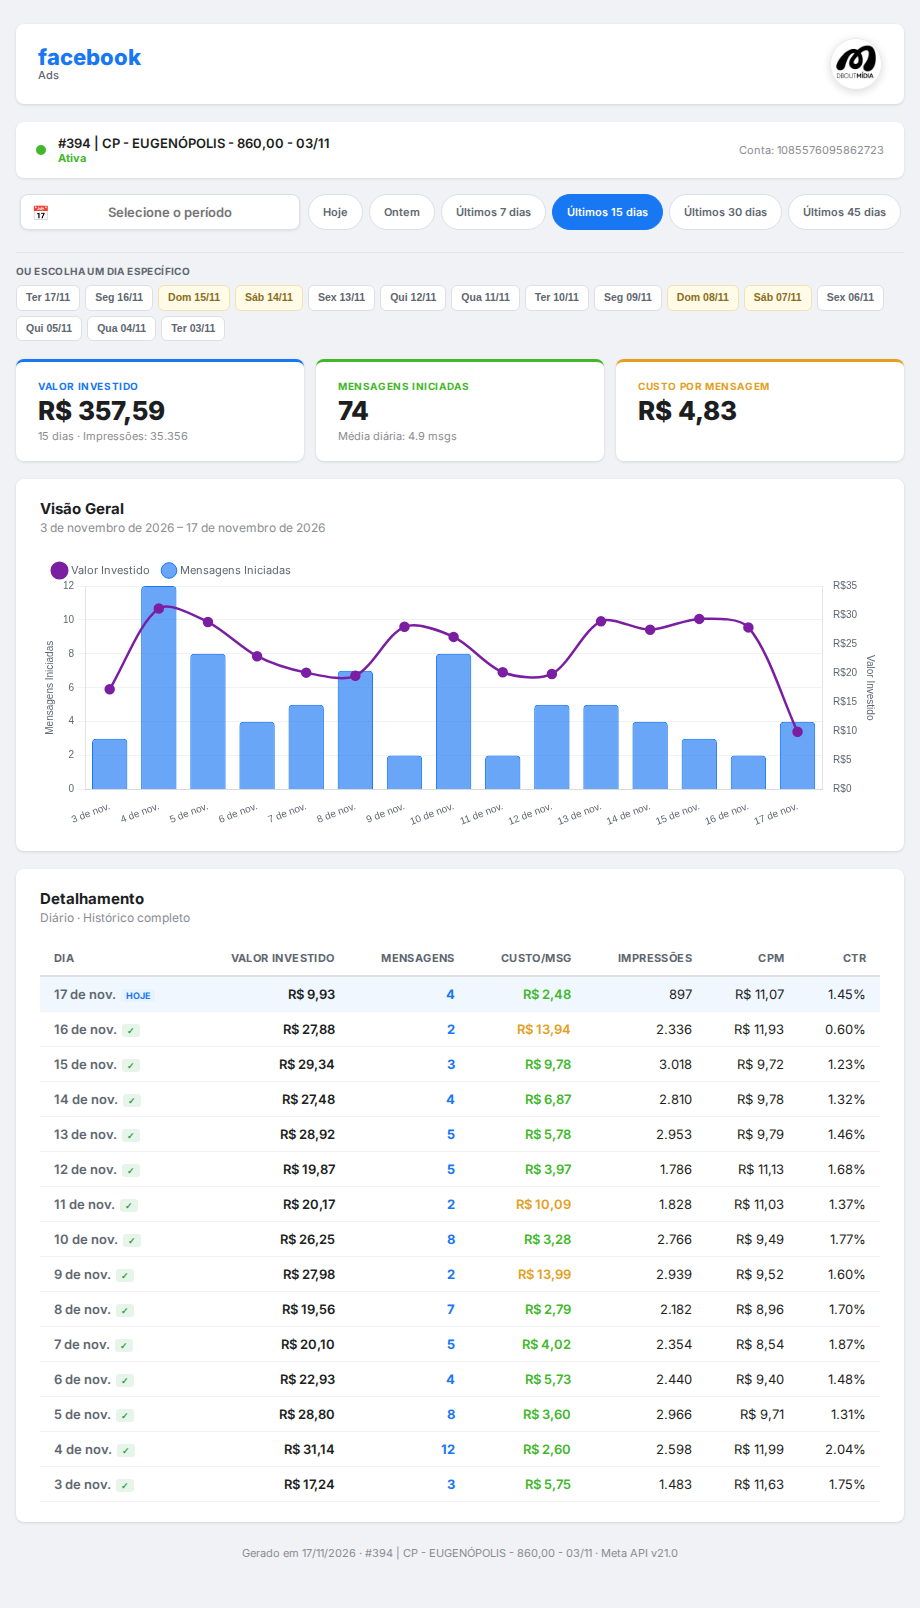 facebook
Ads
DBOUTMÍDIA
#394 | CP - EUGENÓPOLIS - 860,00 - 03/11
Ativa
Conta: 1085576095862723
Selecione o período
Hoje
Ontem
Últimos 7 dias
Últimos 15 dias
Últimos 30 dias
Últimos 45 dias
OU ESCOLHA UM DIA ESPECÍFICO
Ter 17/11
Seg 16/11
Dom 15/11
Sáb 14/11
Sex 13/11
Qui 12/11
Qua 11/11
Ter 10/11
Seg 09/11
Dom 08/11
Sáb 07/11
Sex 06/11
Qui 05/11
Qua 04/11
Ter 03/11
VALOR INVESTIDO
R$ 357,59
15 dias · Impressões: 35.356
MENSAGENS INICIADAS
74
Média diária: 4.9 msgs
CUSTO POR MENSAGEM
R$ 4,83
Visão Geral
3 de novembro de 2026 – 17 de novembro de 2026
Valor Investido
Mensagens Iniciadas
Mensagens Iniciadas
12
10
8
6
4
2
0
R$35
R$30
R$25
R$20
R$15
R$10
R$5
R$0
Valor Investido
3 de nov.
4 de nov.
5 de nov.
6 de nov.
7 de nov.
8 de nov.
9 de nov.
10 de nov.
11 de nov.
12 de nov.
13 de nov.
14 de nov.
15 de nov.
16 de nov.
17 de nov.
Detalhamento
Diário · Histórico completo
DIA VALOR INVESTIDO MENSAGENS CUSTO/MSG IMPRESSÕES CPM CTR
17 de nov. HOJE R$ 9,93 4 R$ 2,48 897 R$ 11,07 1.45%
16 de nov. ✓ R$ 27,88 2 R$ 13,94 2.336 R$ 11,93 0.60%
15 de nov. ✓ R$ 29,34 3 R$ 9,78 3.018 R$ 9,72 1.23%
14 de nov. ✓ R$ 27,48 4 R$ 6,87 2.810 R$ 9,78 1.32%
13 de nov. ✓ R$ 28,92 5 R$ 5,78 2.953 R$ 9,79 1.46%
12 de nov. ✓ R$ 19,87 5 R$ 3,97 1.786 R$ 11,13 1.68%
11 de nov. ✓ R$ 20,17 2 R$ 10,09 1.828 R$ 11,03 1.37%
10 de nov. ✓ R$ 26,25 8 R$ 3,28 2.766 R$ 9,49 1.77%
9 de nov. ✓ R$ 27,98 2 R$ 13,99 2.939 R$ 9,52 1.60%
8 de nov. ✓ R$ 19,56 7 R$ 2,79 2.182 R$ 8,96 1.70%
7 de nov. ✓ R$ 20,10 5 R$ 4,02 2.354 R$ 8,54 1.87%
6 de nov. ✓ R$ 22,93 4 R$ 5,73 2.440 R$ 9,40 1.48%
5 de nov. ✓ R$ 28,80 8 R$ 3,60 2.966 R$ 9,71 1.31%
4 de nov. ✓ R$ 31,14 12 R$ 2,60 2.598 R$ 11,99 2.04%
3 de nov. ✓ R$ 17,24 3 R$ 5,75 1.483 R$ 11,63 1.75%
Gerado em 17/11/2026 · #394 | CP - EUGENÓPOLIS - 860,00 - 03/11 · Meta API v21.0